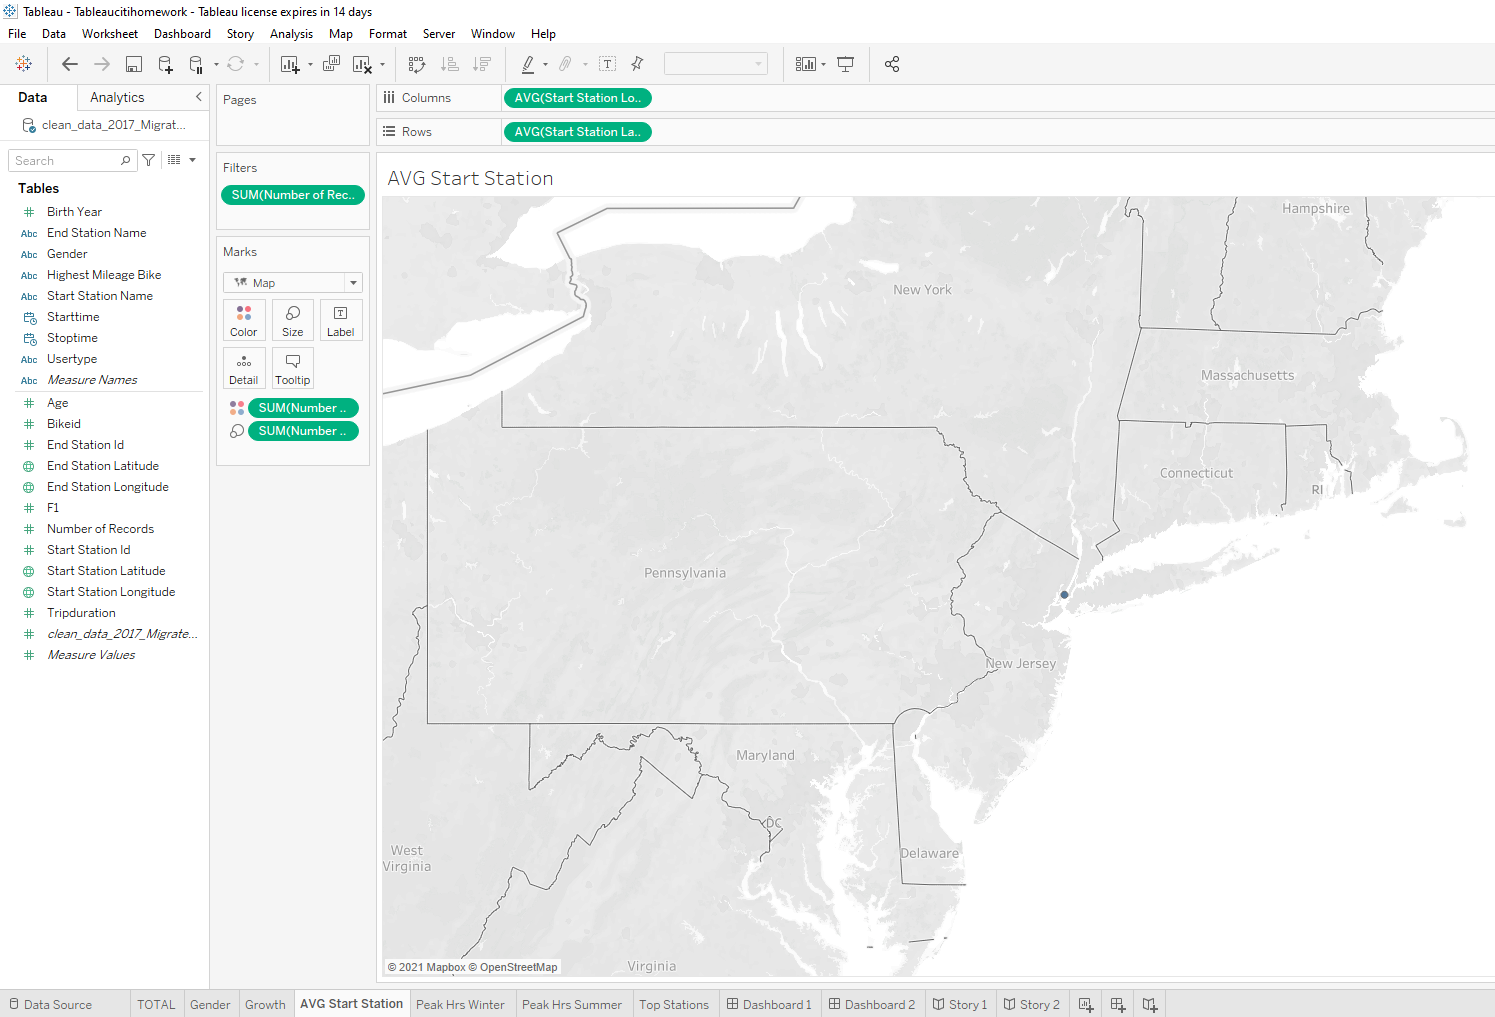 Tableau - Tableaucitihomework - Tableau license expires in 14 days
File Data Worksheet Dashboard Story Analysis Map Format Server Window Help
Data Analytics
clean_data_2017_Migrat...
Search
Tables
Birth Year
Abc End Station Name
Abc Gender
Abc Highest Mileage Bike
Abc Start Station Name
Starttime
Stoptime
Abc Usertype
Abc Measure Names
Age
Bikeid
End Station Id
End Station Latitude
End Station Longitude
F1
Number of Records
Start Station Id
Start Station Latitude
Start Station Longitude
Tripduration
clean_data_2017_Migrate...
Measure Values
Pages
Filters
SUM(Number of Rec..
Marks
Map
Color Size Label
Detail Tooltip
SUM(Number ..
SUM(Number ..
Columns AVG(Start Station Lo..
Rows AVG(Start Station La..
AVG Start Station
Hampshire
New York
Massachusetts
Connecticut
RI
Pennsylvania
New Jersey
Maryland
DC
West
Virginia
Delaware
Virginia
© 2021 Mapbox © OpenStreetMap
Data Source TOTAL Gender Growth AVG Start Station Peak Hrs Winter Peak Hrs Summer Top Stations Dashboard 1 Dashboard 2 Story 1 Story 2